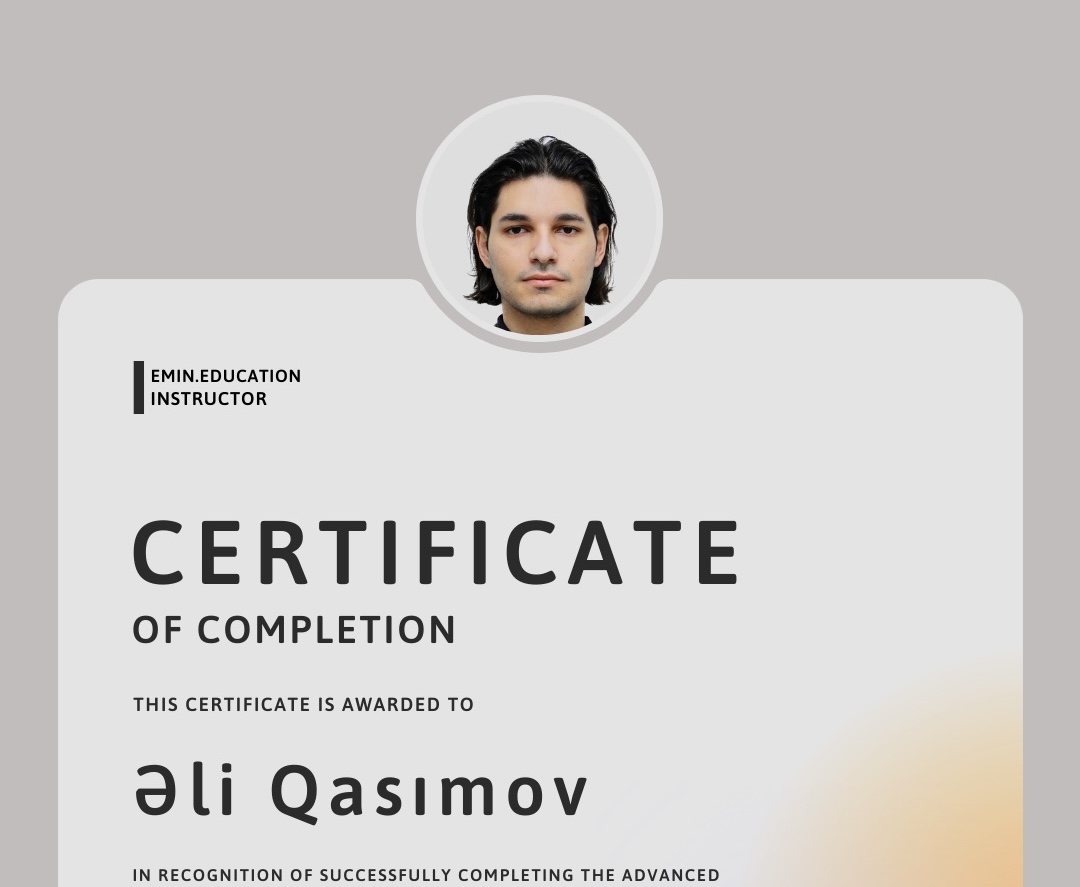 EMIN.EDUCATION
INSTRUCTOR
CERTIFICATE
OF COMPLETION
THIS CERTIFICATE IS AWARDED TO
Əli Qasımov
IN RECOGNITION OF SUCCESSFULLY COMPLETING THE ADVANCED